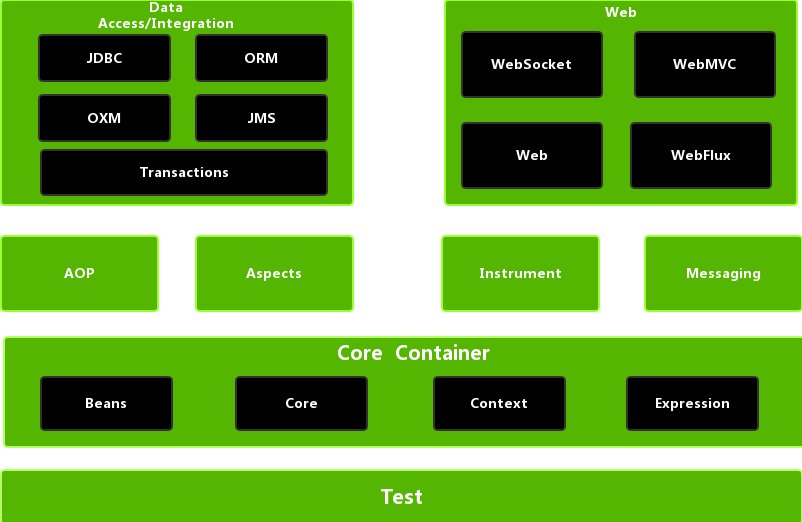 Data
Access/Integration
JDBC
ORM
OXM
JMS
Transactions
Web
WebSocket
WebMVC
Web
WebFlux
AOP
Aspects
Instrument
Messaging
Core Container
Beans
Core
Context
Expression
Test